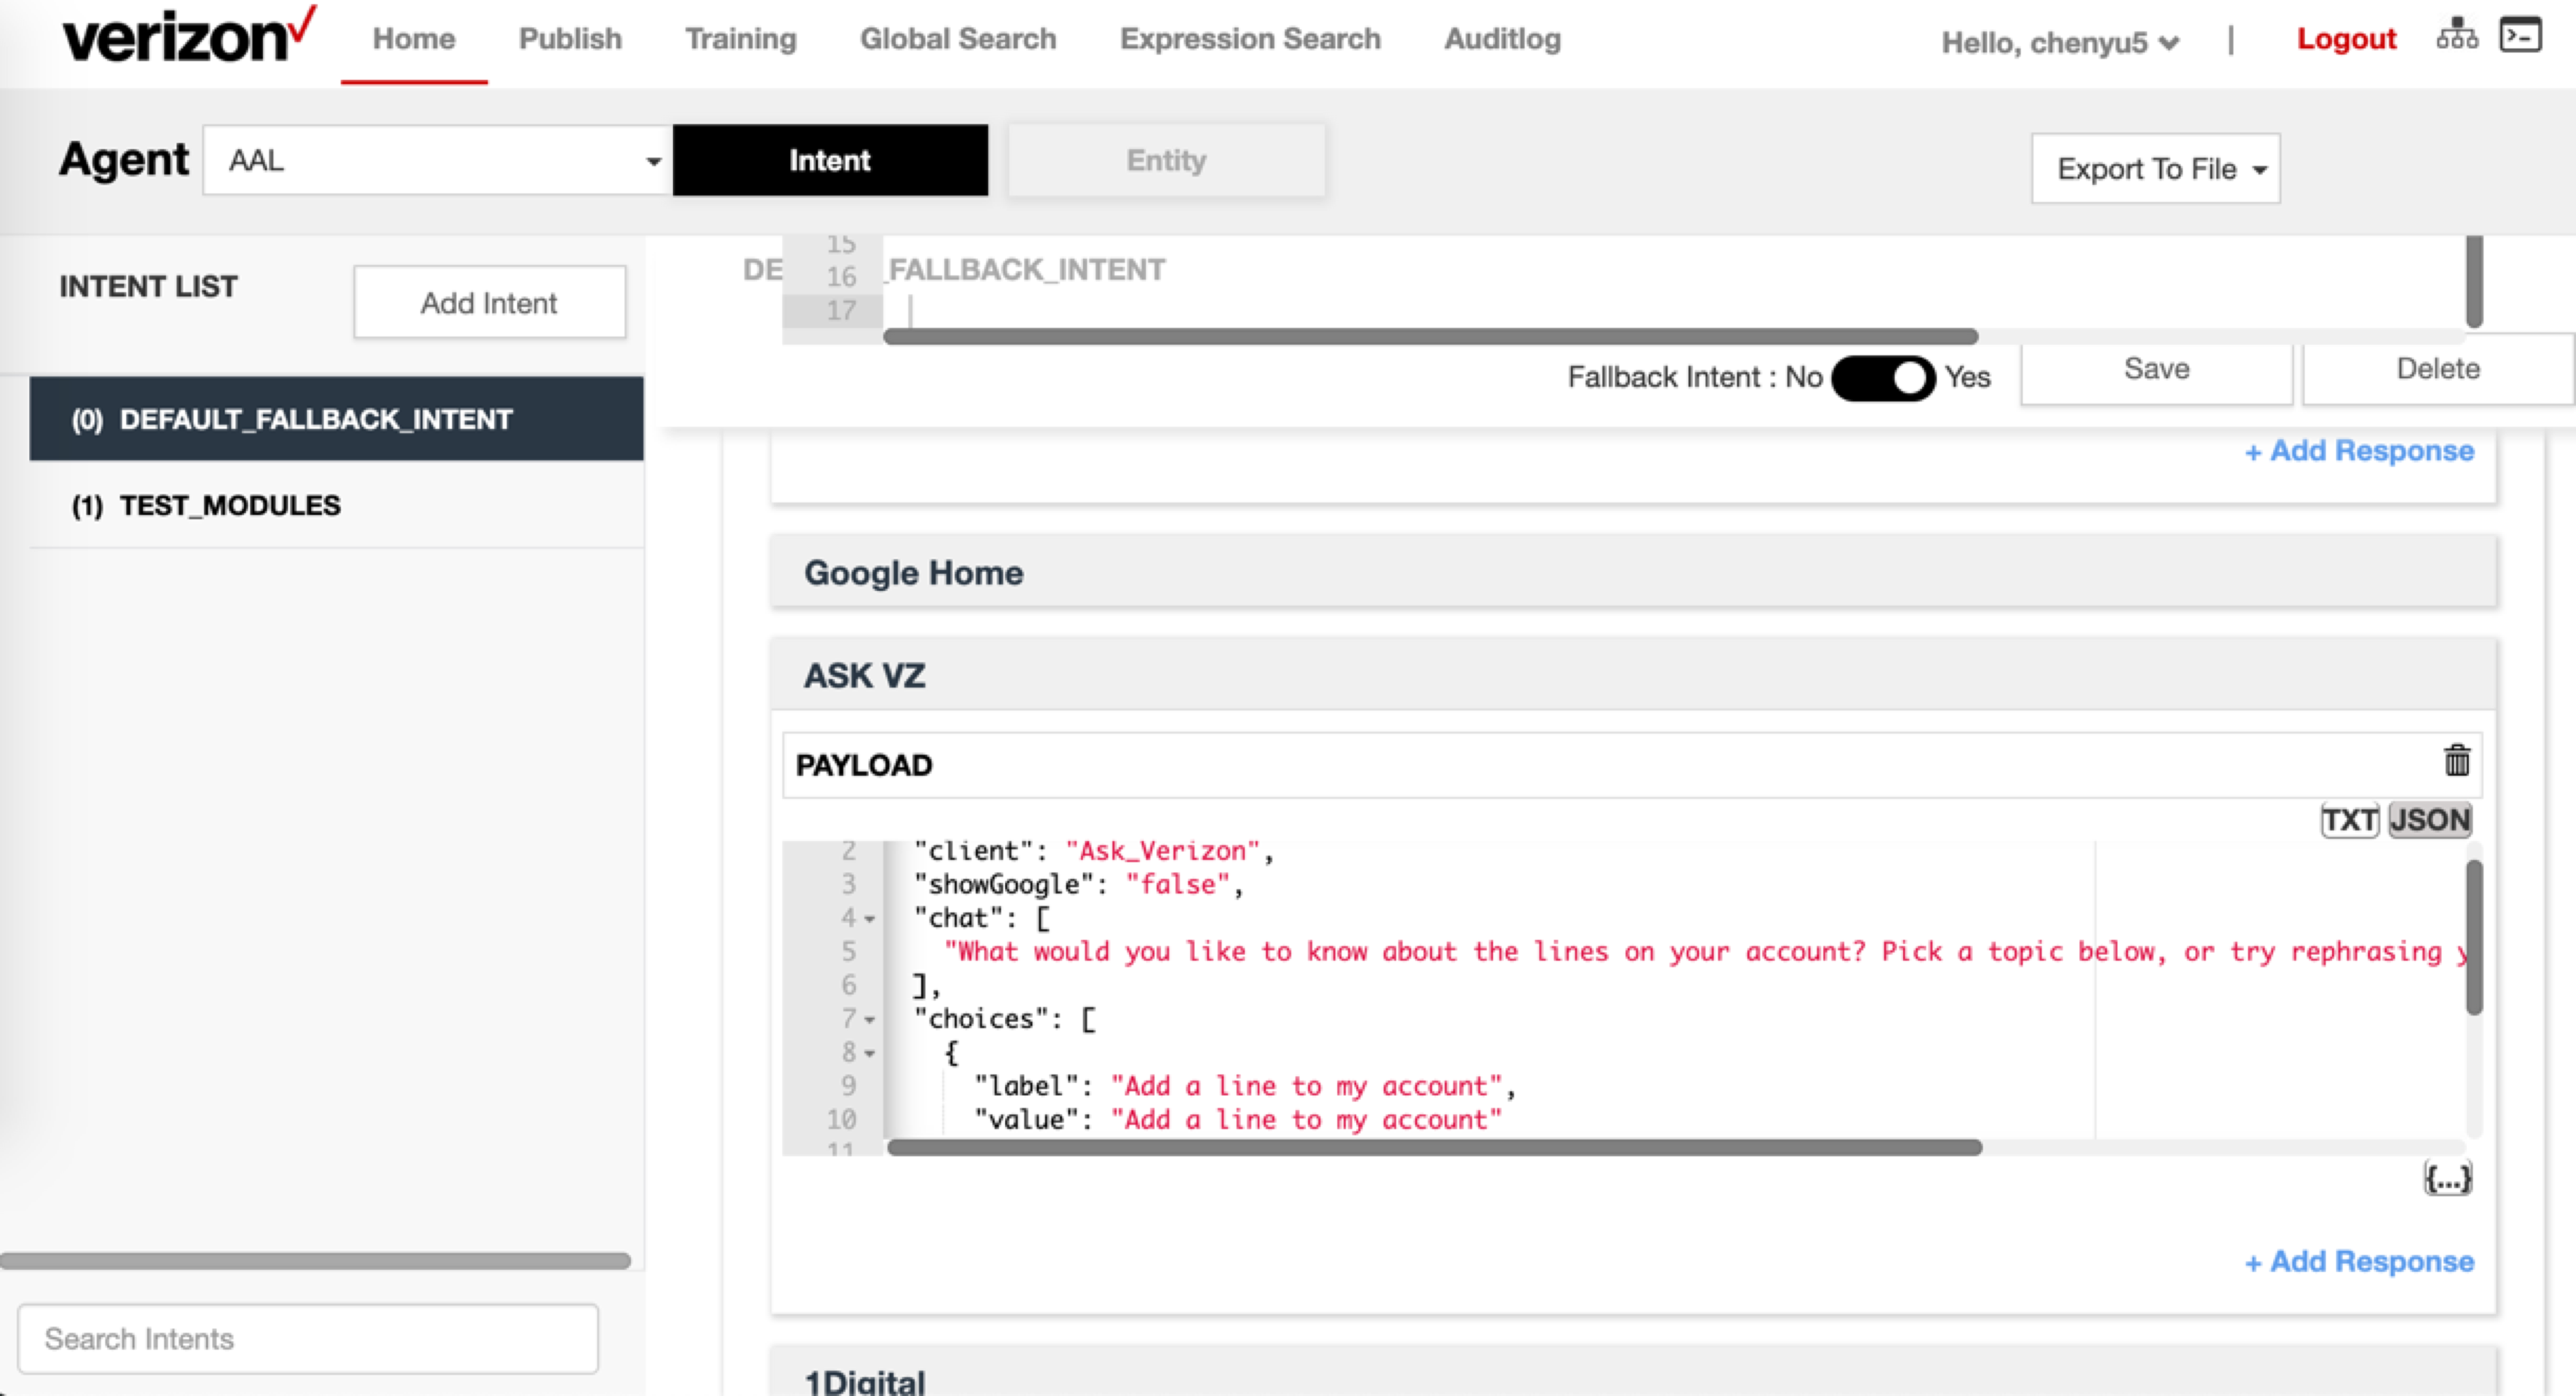 verizon Home Publish Training Global Search Expression Search Auditlog Hello, chenyu5 | Logout
Agent AAL Intent Entity Export To File
INTENT LIST
Add Intent
(0) DEFAULT_FALLBACK_INTENT
(1) TEST_MODULES
Search Intents
15
DE 16 _FALLBACK_INTENT
17
Fallback Intent : No Yes Save Delete
+ Add Response
Google Home
ASK VZ
PAYLOAD
TXT JSON
2 "client": "Ask_Verizon",
3 "showGoogle": "false",
4 "chat": [
5 "What would you like to know about the lines on your account? Pick a topic below, or try rephrasing y
6 ],
7 "choices": [
8 {
9 "label": "Add a line to my account",
10 "value": "Add a line to my account"
11
{...}
+ Add Response
1Digital